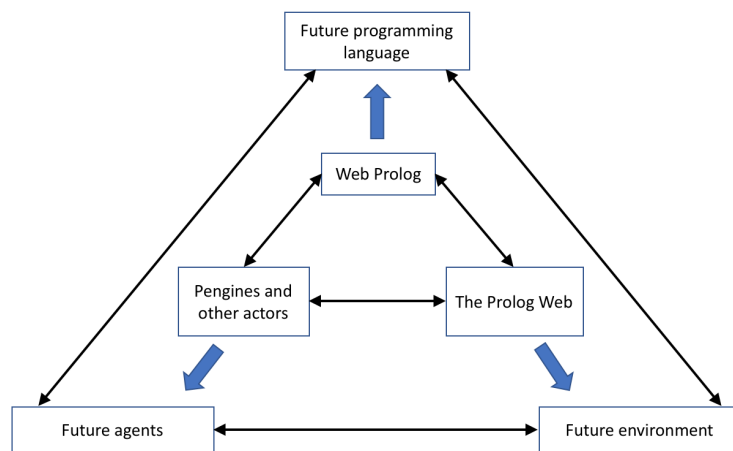 Future programming
language
Web Prolog
Pengines and
other actors
The Prolog Web
Future agents
Future environment